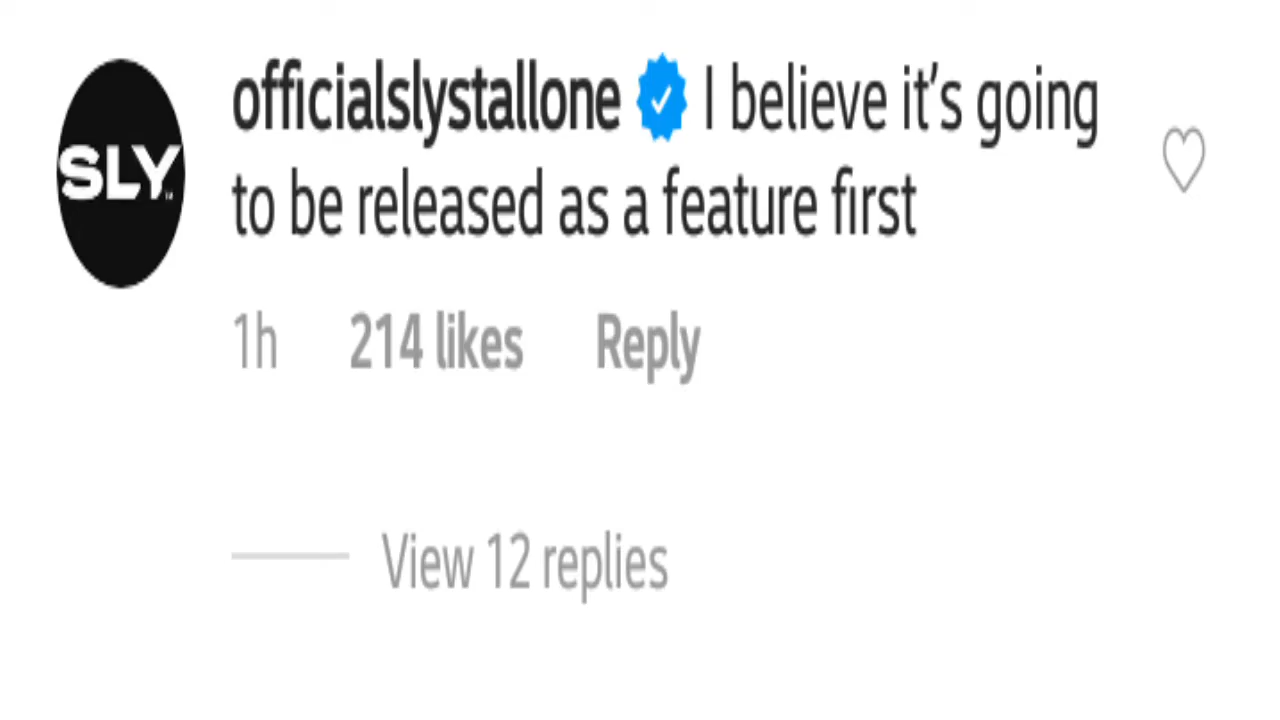 SLY
officialslystallone I believe it's going
to be released as a feature first
1h 214 likes Reply
View 12 replies